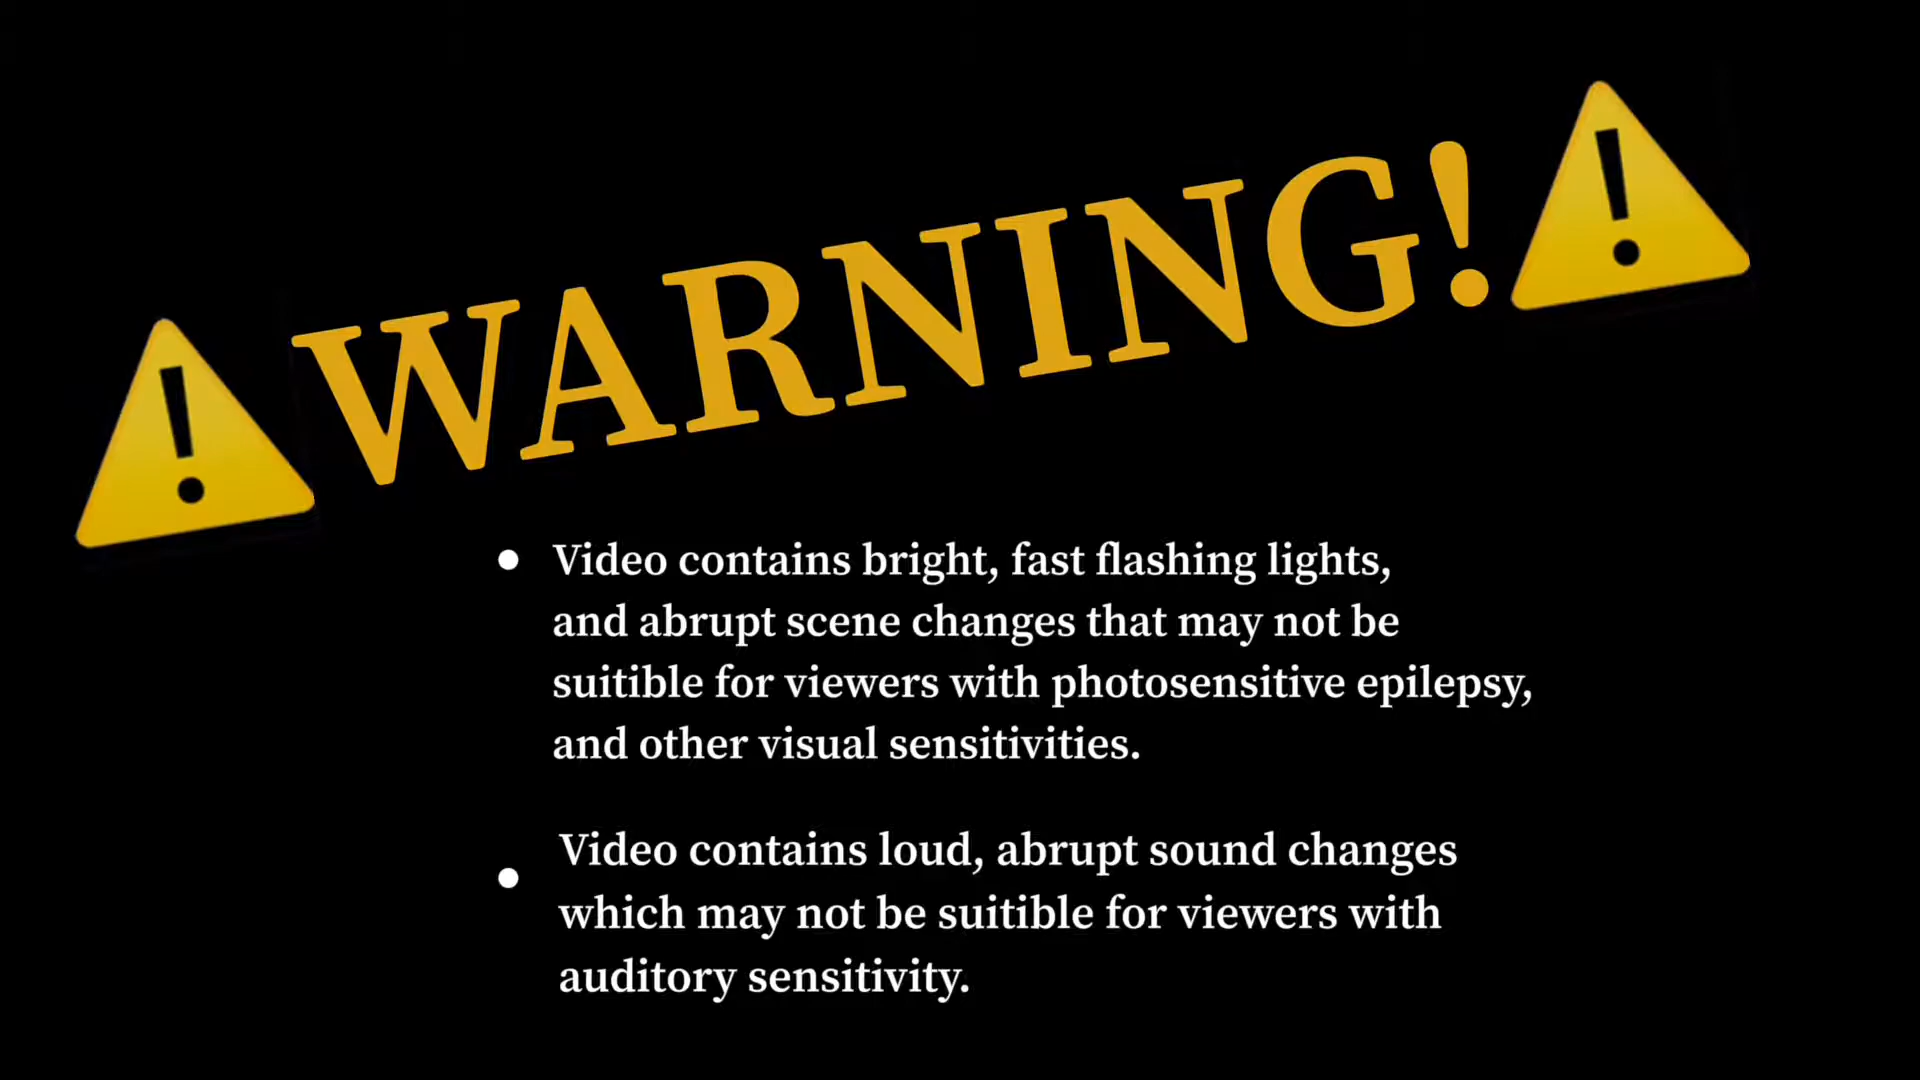 WARNING!
• Video contains bright, fast flashing lights,
and abrupt scene changes that may not be
suitible for viewers with photosensitive epilepsy,
and other visual sensitivities.
• Video contains loud, abrupt sound changes
which may not be suitible for viewers with
auditory sensitivity.